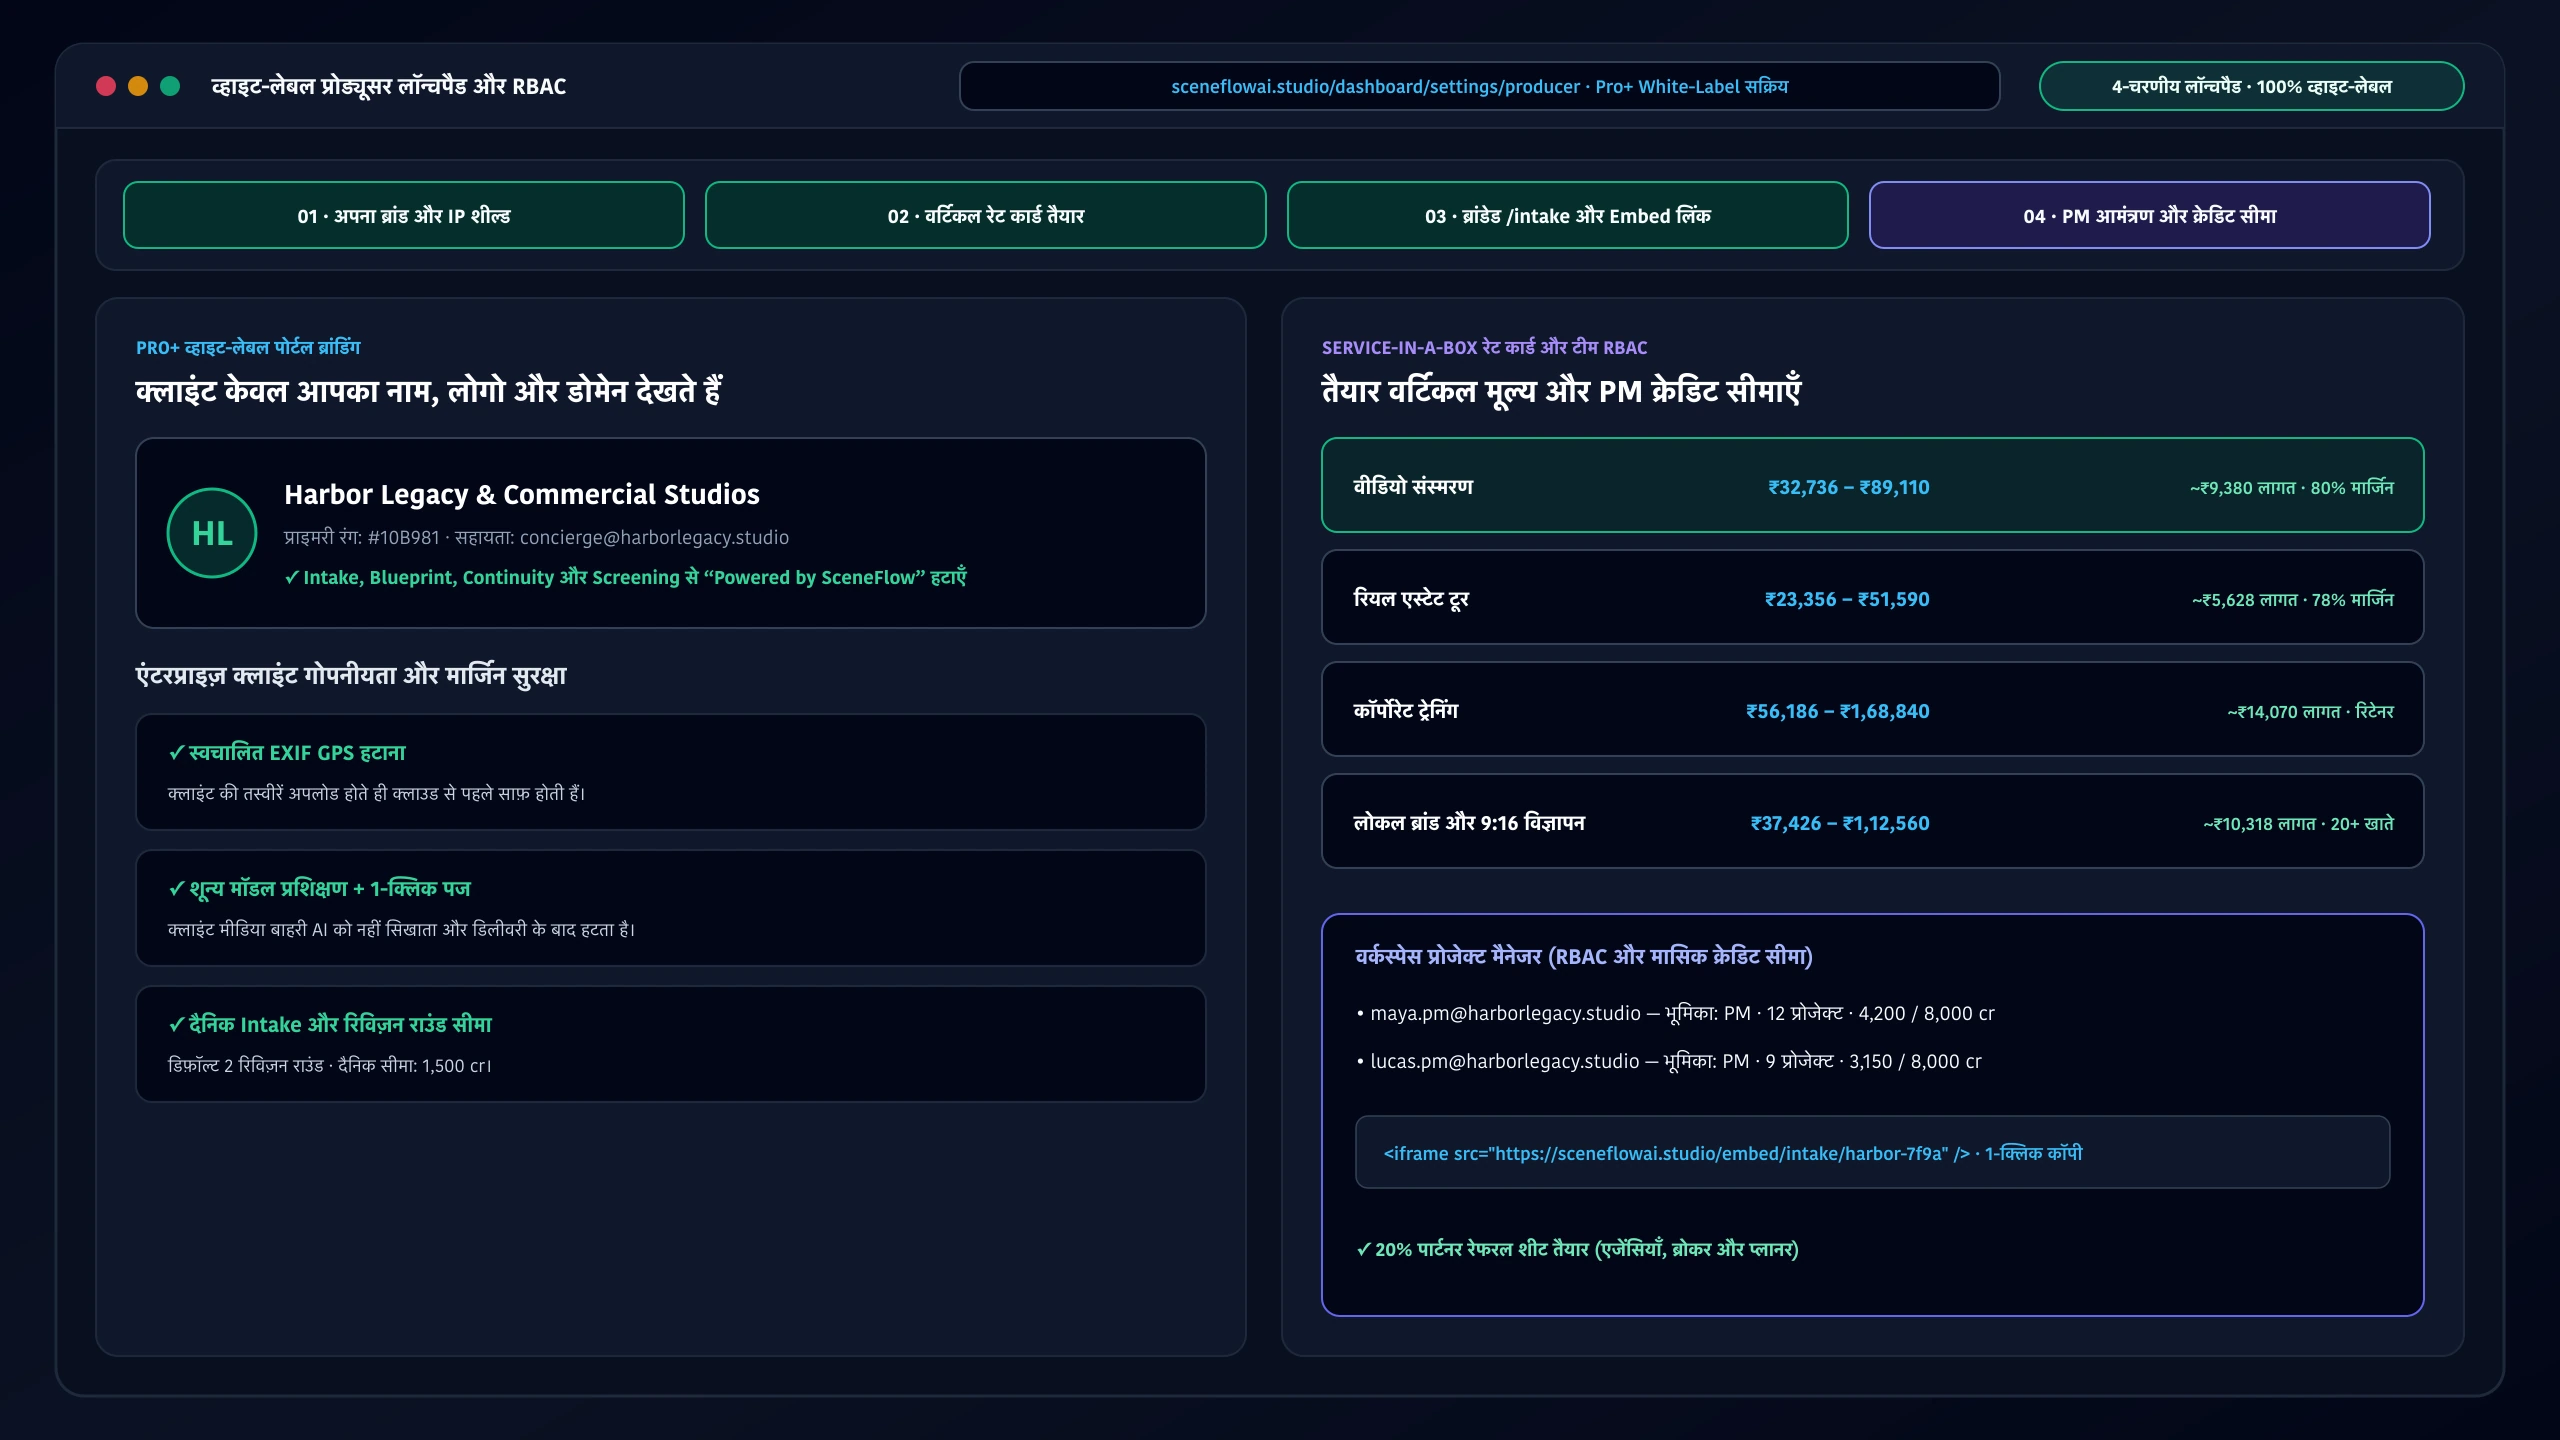 व्हाइट-लेबल प्रोड्यूसर लॉन्चपैड और RBAC
sceneflowai.studio/dashboard/settings/producer · Pro+ White-Label सक्रिय
4-चरणीय लॉन्चपैड · 100% व्हाइट-लेबल
01 · अपना ब्रांड और IP शील्ड
02 · वर्टिकल रेट कार्ड तैयार
03 · ब्रांडेड /intake और Embed लिंक
04 · PM आमंत्रण और क्रेडिट सीमा
PRO+ व्हाइट-लेबल पोर्टल ब्रांडिंग
क्लाइंट केवल आपका नाम, लोगो और डोमेन देखते हैं
HL
Harbor Legacy & Commercial Studios
प्राइमरी रंग: #10B981 · सहायता: concierge@harborlegacy.studio
✓ Intake, Blueprint, Continuity और Screening से “Powered by SceneFlow” हटाएँ
एंटरप्राइज़ क्लाइंट गोपनीयता और मार्जिन सुरक्षा
✓ स्वचालित EXIF GPS हटाना
क्लाइंट की तस्वीरें अपलोड होते ही क्लाउड से पहले साफ़ होती हैं।
✓ शून्य मॉडल प्रशिक्षण + 1-क्लिक पज
क्लाइंट मीडिया बाहरी AI को नहीं सिखाता और डिलीवरी के बाद हटता है।
✓ दैनिक Intake और रिविज़न राउंड सीमा
डिफ़ॉल्ट 2 रिविज़न राउंड · दैनिक सीमा: 1,500 cr।
SERVICE-IN-A-BOX रेट कार्ड और टीम RBAC
तैयार वर्टिकल मूल्य और PM क्रेडिट सीमाएँ
वीडियो संस्मरण ₹32,736 – ₹89,110 ~₹9,380 लागत · 80% मार्जिन
रियल एस्टेट टूर ₹23,356 – ₹51,590 ~₹5,628 लागत · 78% मार्जिन
कॉर्पोरेट ट्रेनिंग ₹56,186 – ₹1,68,840 ~₹14,070 लागत · रिटेनर
लोकल ब्रांड और 9:16 विज्ञापन ₹37,426 – ₹1,12,560 ~₹10,318 लागत · 20+ खाते
वर्कस्पेस प्रोजेक्ट मैनेजर (RBAC और मासिक क्रेडिट सीमा)
• maya.pm@harborlegacy.studio — भूमिका: PM · 12 प्रोजेक्ट · 4,200 / 8,000 cr
• lucas.pm@harborlegacy.studio — भूमिका: PM · 9 प्रोजेक्ट · 3,150 / 8,000 cr
<iframe src="https://sceneflowai.studio/embed/intake/harbor-7f9a" /> · 1-क्लिक कॉपी
✓ 20% पार्टनर रेफरल शीट तैयार (एजेंसियाँ, ब्रोकर और प्लानर)